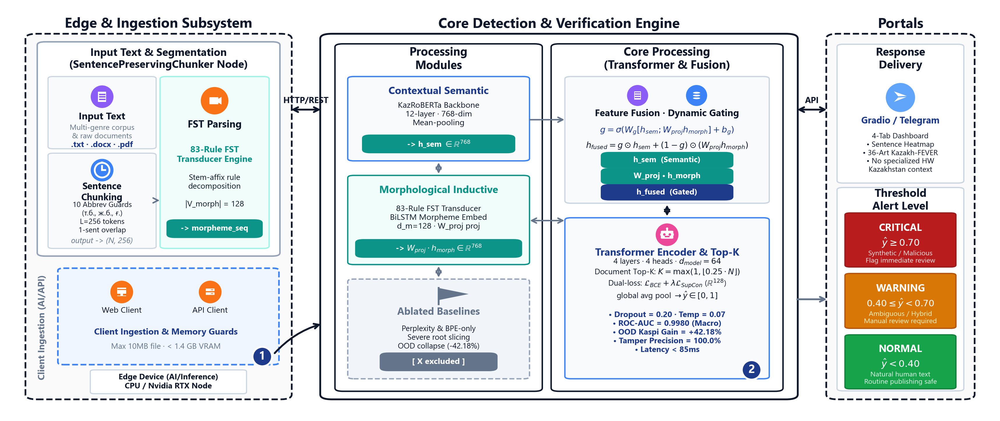 Edge & Ingestion Subsystem
Input Text & Segmentation
(SentencePreservingChunker Node)
Input Text
Multi-genre corpus
& raw documents
.txt · .docx · .pdf
Sentence
Chunking
10 Abbrev Guards
(т.б., ж.б., ғ.)
L=256 tokens
1-sent overlap
output -> (N, 256)
FST Parsing
83-Rule FST
Transducer Engine
Stem-affix rule
decomposition
|V_morph| = 128
-> morpheme_seq
Client Ingestion (AI/API)
Web Client
API Client
Client Ingestion & Memory Guards
Max 10MB file · < 1.4 GB VRAM
1
Edge Device (AI/Inference)
CPU / Nvidia RTX Node
HTTP/REST
Core Detection & Verification Engine
Processing
Modules
Contextual Semantic
KazRoBERTa Backbone
12-layer · 768-dim
Mean-pooling
-> h_sem ∈ ℝ^768
Morphological Inductive
83-Rule FST Transducer
BiLSTM Morpheme Embed
d_m=128 · W_proj proj
-> W_proj · h_morph ∈ ℝ^768
Ablated Baselines
Perplexity & BPE-only
Severe root slicing
OOD collapse (-42.18%)
[ X excluded ]
Core Processing
(Transformer & Fusion)
Feature Fusion · Dynamic Gating
g = σ(W_g[h_sem; W_proj h_morph] + b_g)
h_fused = g ⊙ h_sem + (1 − g) ⊙ (W_proj h_morph)
h_sem (Semantic)
W_proj • h_morph
h_fused (Gated)
Transformer Encoder & Top-K
4 layers · 4 heads · d_model = 64
Document Top-K: K = max(1, ⌊0.25 · N⌋)
Dual-loss: ℒ_BCE + λℒ_SupCon (ℝ^128)
global avg pool → ŷ ∈ [0, 1]
• Dropout = 0.20 · Temp = 0.07
• ROC-AUC = 0.9980 (Macro)
• OOD Kaspi Gain = +42.18%
• Tamper Precision = 100.0%
• Latency < 85ms
2
API
Portals
Response
Delivery
Gradio / Telegram
4-Tab Dashboard
• Sentence Heatmap
• 36-Art Kazakh-FEVER
• No specialized HW
Kazakhstan context
Threshold
Alert Level
CRITICAL
ŷ ≥ 0.70
Synthetic / Malicious
Flag immediate review
WARNING
0.40 ≤ ŷ < 0.70
Ambiguous / Hybrid
Manual review required
NORMAL
ŷ < 0.40
Natural human text
Routine publishing safe